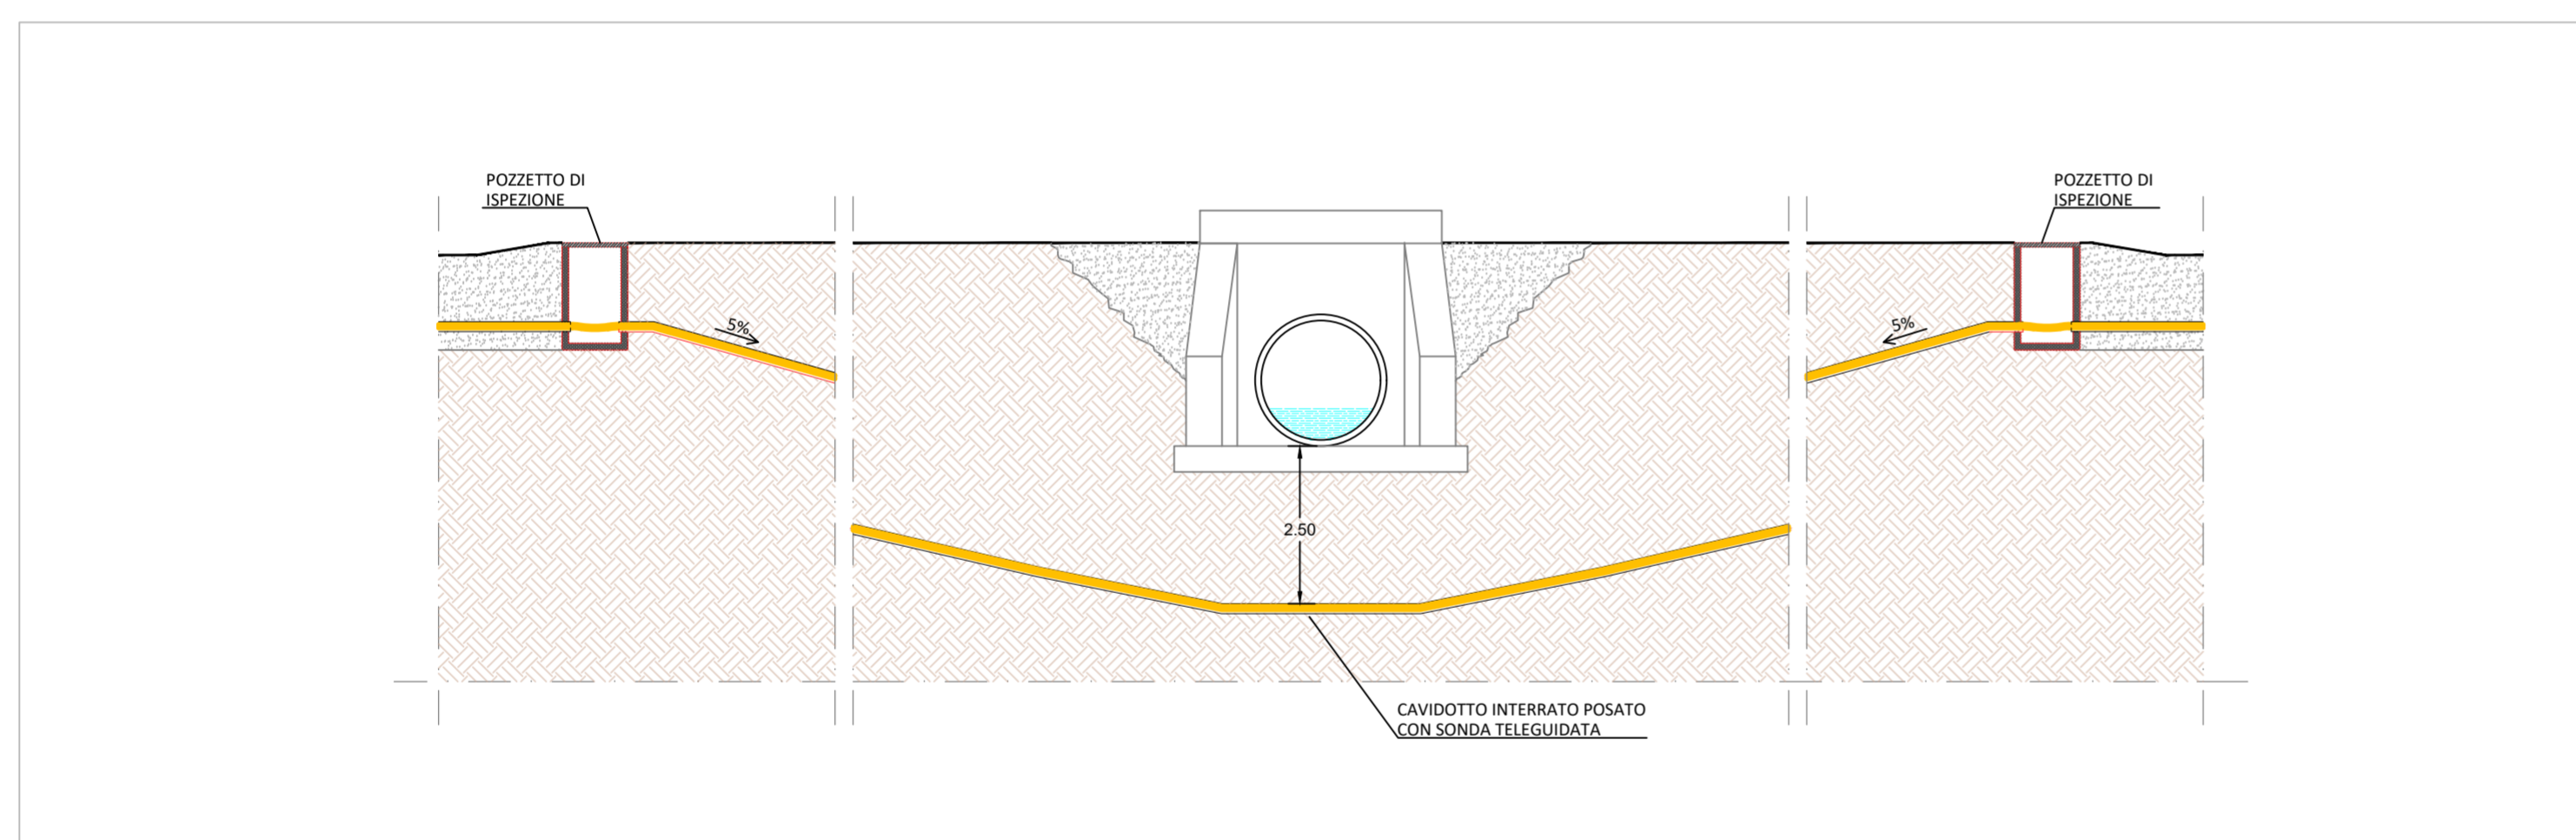 POZZETTO DI
ISPEZIONE
POZZETTO DI
ISPEZIONE
5%
5%
2.50
CAVIDOTTO INTERRATO POSATO
CON SONDA TELEGUIDATA